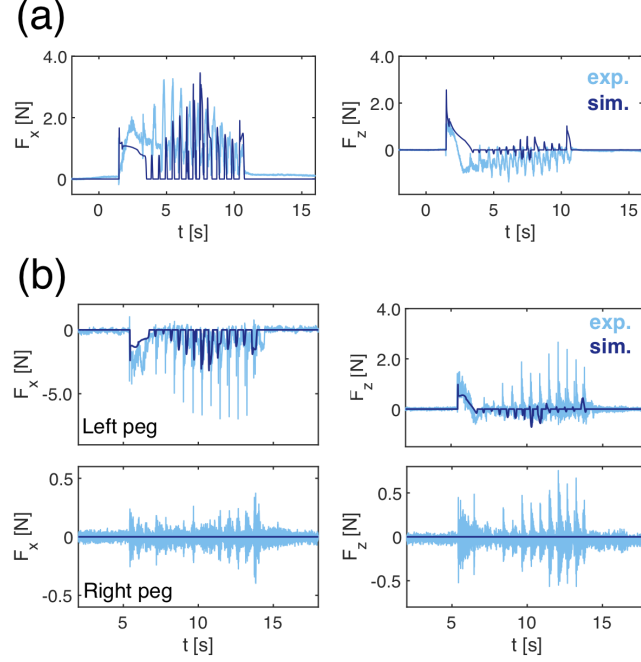 (a)
4.0 4.0
exp.
sim.
2.0 2.0
F_x [N] F_z [N]
0 0
0 5 10 15 0 5 10 15
t [s] t [s]
(b)
0 4.0
exp.
sim.
F_x [N] 2.0
-5.0 F_z [N]
Left peg 0
0.5 0.5
F_x [N] 0 F_z [N] 0
-0.5 -0.5
Right peg
5 10 15 5 10 15
t [s] t [s]